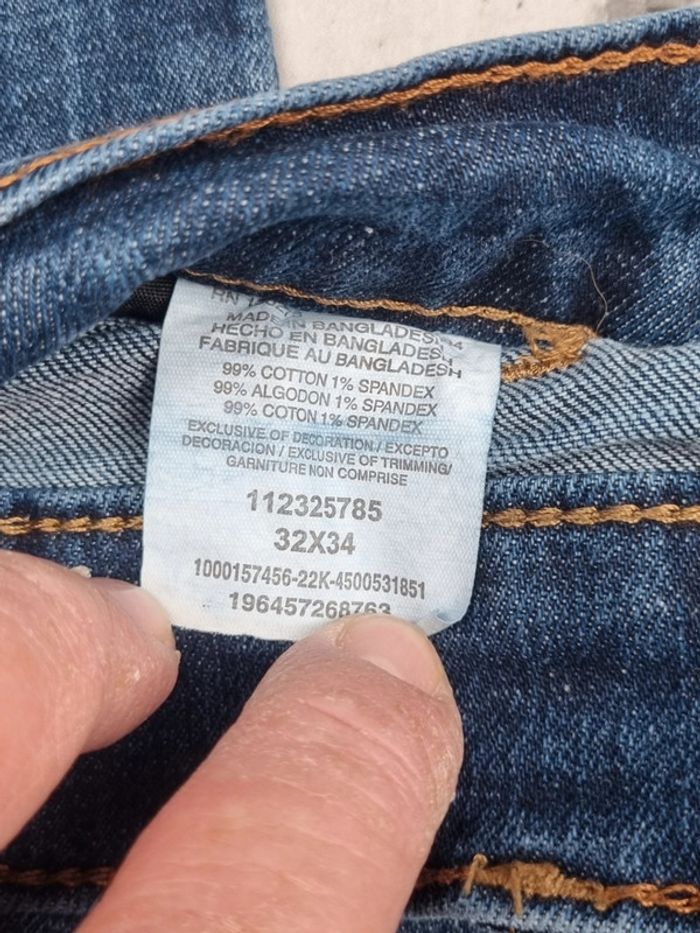 RN
MADE IN BANGLADESH
HECHO EN BANGLADESH
FABRIQUE AU BANGLADESH
99% COTTON 1% SPANDEX
99% ALGODON 1% SPANDEX
99% COTON 1% SPANDEX
EXCLUSIVE OF DECORATION / EXCEPTO
DECORACION / EXCLUSIVE OF TRIMMING/
GARNITURE NON COMPRISE
112325785
32X34
1000157456-22K-4500531851
196457268763